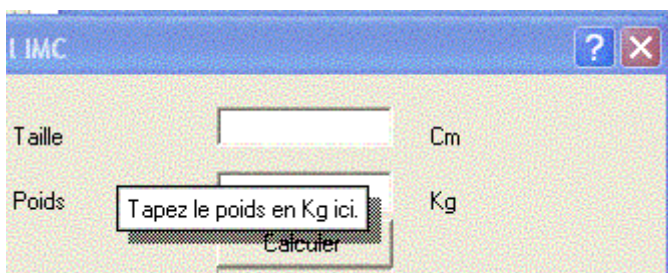 l IMC
Taille Cm
Poids Kg
Tapez le poids en Kg ici.
Calculer